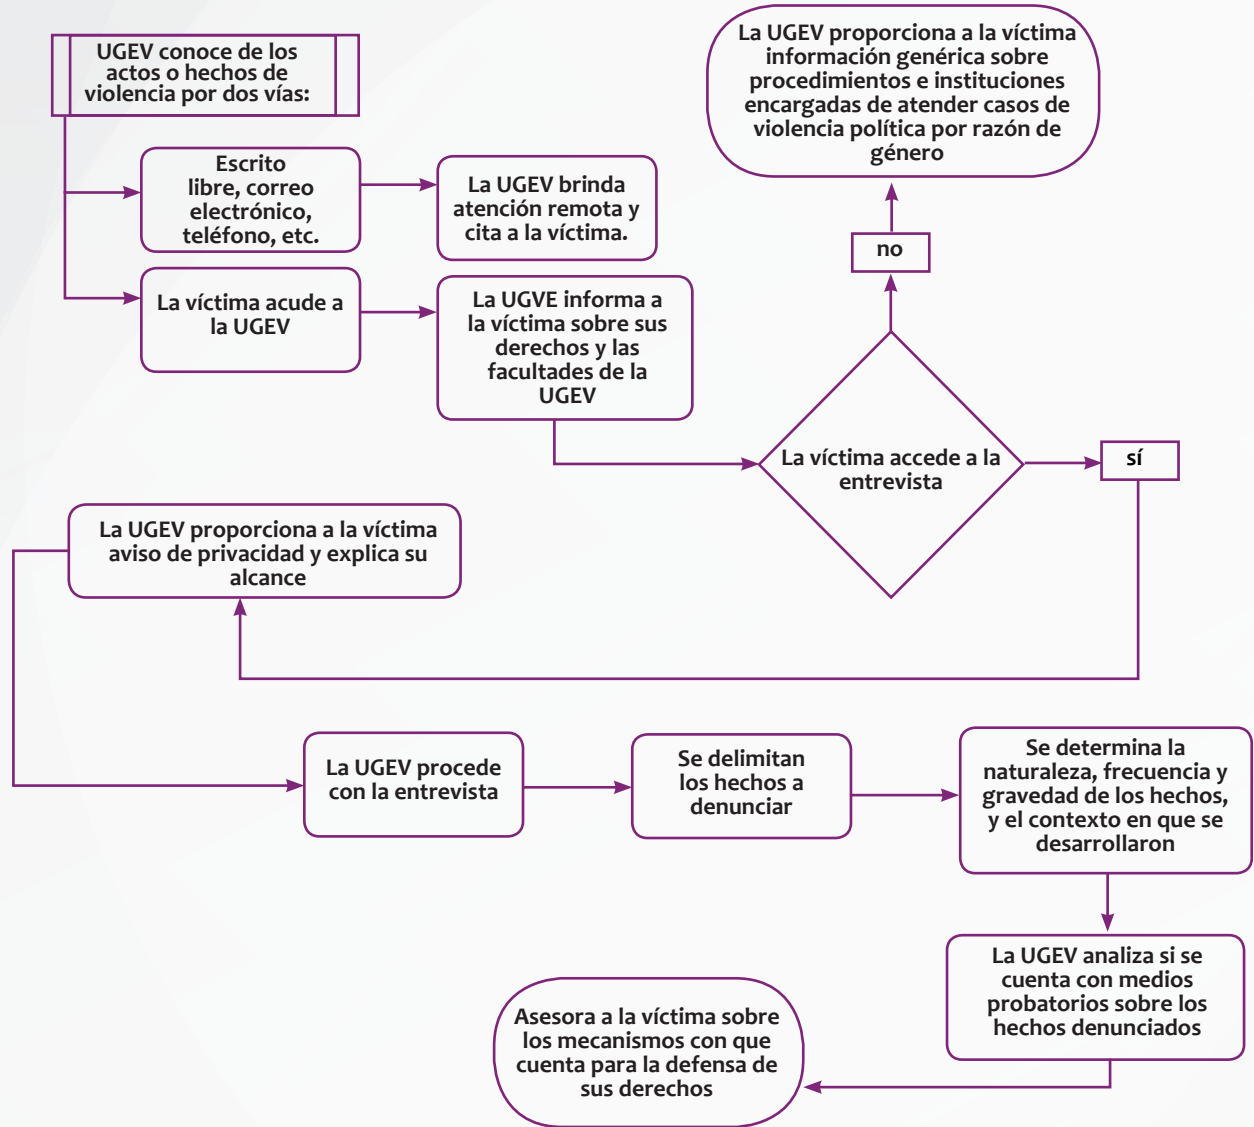 UGEV conoce de los
actos o hechos de
violencia por dos vías:
Escrito
libre, correo
electrónico,
teléfono, etc.
La UGEV brinda
atención remota y
cita a la víctima.
La víctima acude a
la UGEV
La UGVE informa a
la víctima sobre sus
derechos y las
facultades de la
UGEV
La víctima accede a la
entrevista
no
La UGEV proporciona a la víctima
información genérica sobre
procedimientos e instituciones
encargadas de atender casos de
violencia política por razón de
género
sí
La UGEV proporciona a la víctima
aviso de privacidad y explica su
alcance
La UGEV procede
con la entrevista
Se delimitan
los hechos a
denunciar
Se determina la
naturaleza, frecuencia y
gravedad de los hechos,
y el contexto en que se
desarrollaron
La UGEV analiza si se
cuenta con medios
probatorios sobre los
hechos denunciados
Asesora a la víctima sobre
los mecanismos con que
cuenta para la defensa de
sus derechos